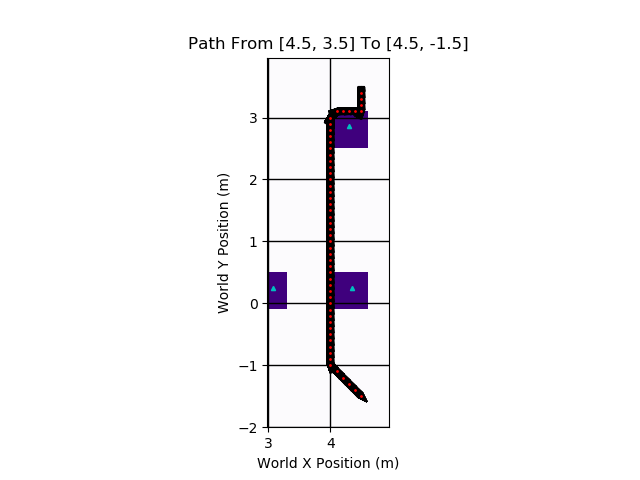 Path From [4.5, 3.5] To [4.5, -1.5]
World Y Position (m)
3
2
1
0
−1
−2
3 4
World X Position (m)